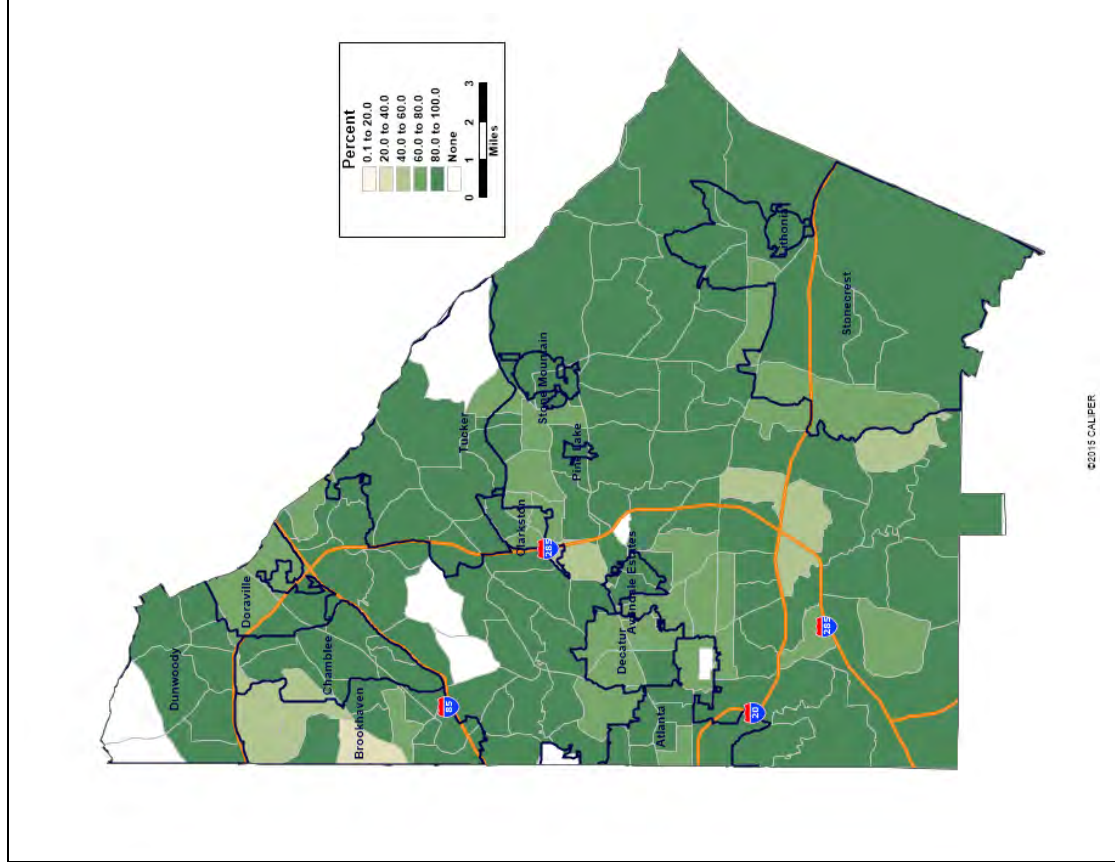 Percent
0.1 to 20.0
20.0 to 40.0
40.0 to 60.0
60.0 to 80.0
80.0 to 100.0
None
0 1 2 3
Miles
Dunwoody
Doraville
Chamblee
Brookhaven
85
Tucker
Clarkston
285
Stone Mountain
Pine Lake
Avondale Estates
Decatur
Atlanta
20
285
Lithonia
Stonecrest
©2015 CALIPER